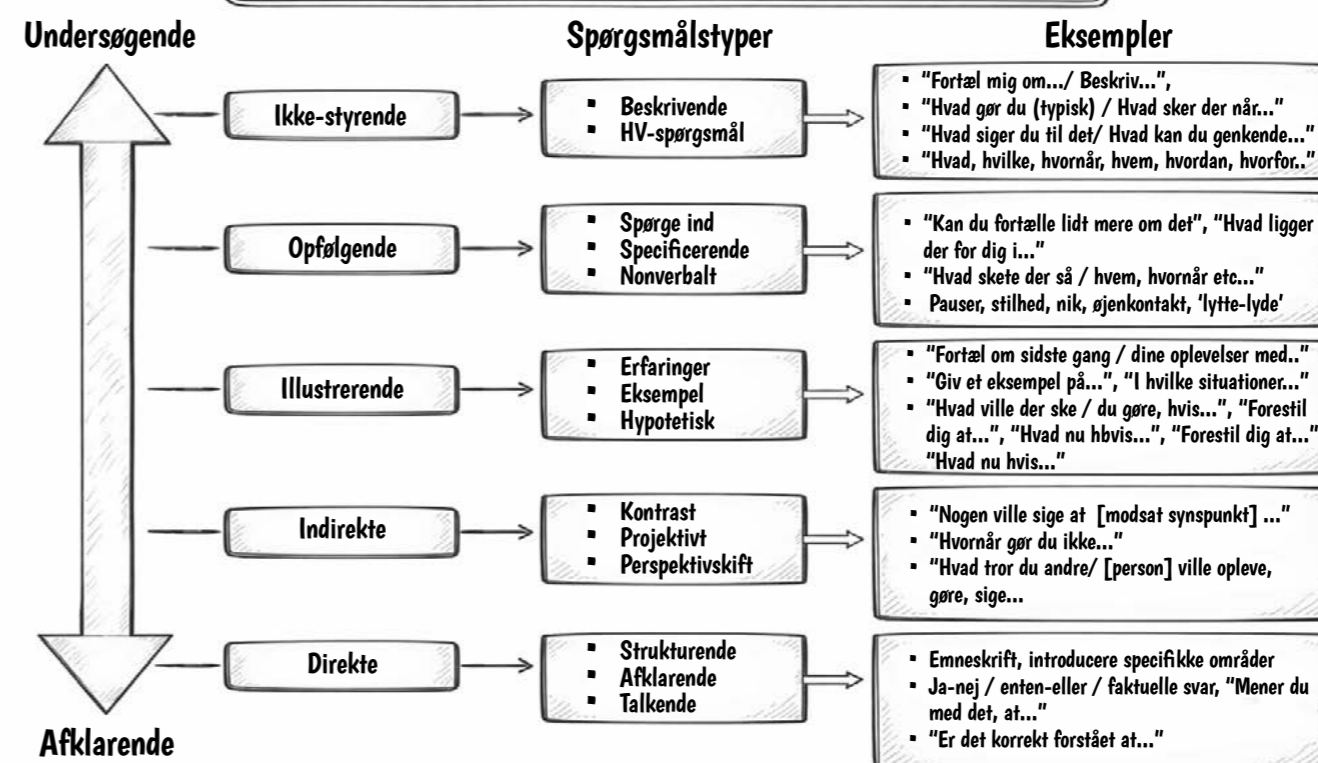 Undersøgende
Spørgsmålstyper
Eksempler
Ikke-styrende
▪ Beskrivende
▪ HV-spørgsmål
▪ “Fortæl mig om.../ Beskriv...”,
▪ “Hvad gør du (typisk) / Hvad sker der når...”
▪ “Hvad siger du til det/ Hvad kan du genkende...”
▪ “Hvad, hvilke, hvornår, hvem, hvordan, hvorfor..”
Opfølgende
▪ Spørge ind
▪ Specificerende
▪ Nonverbalt
▪ “Kan du fortælle lidt mere om det”, “Hvad ligger
der for dig i...”
▪ “Hvad skete der så / hvem, hvornår etc...”
▪ Pauser, stilhed, nik, øjenkontakt, ‘lytte-lyde’
Illustrerende
▪ Erfaringer
▪ Eksempel
▪ Hypotetisk
▪ “Fortæl om sidste gang / dine oplevelser med..”
▪ “Giv et eksempel på...”, “I hvilke situationer...”
▪ “Hvad ville der ske / du gøre, hvis...”, “Forestil
dig at...”, “Hvad nu hbvis...”, “Forestil dig at...”
“Hvad nu hvis...”
Indirekte
▪ Kontrast
▪ Projektivt
▪ Perspektivskift
▪ “Nogen ville sige at [modsat synspunkt] ...”
▪ “Hvornår gør du ikke...”
▪ “Hvad tror du andre/ [person] ville opleve,
gøre, sige...
Direkte
▪ Strukturende
▪ Afklarende
▪ Talkende
▪ Emneskrift, introducere specifikke områder
▪ Ja-nej / enten-eller / faktuelle svar, “Mener du
med det, at...”
▪ “Er det korrekt forstået at...”
Afklarende